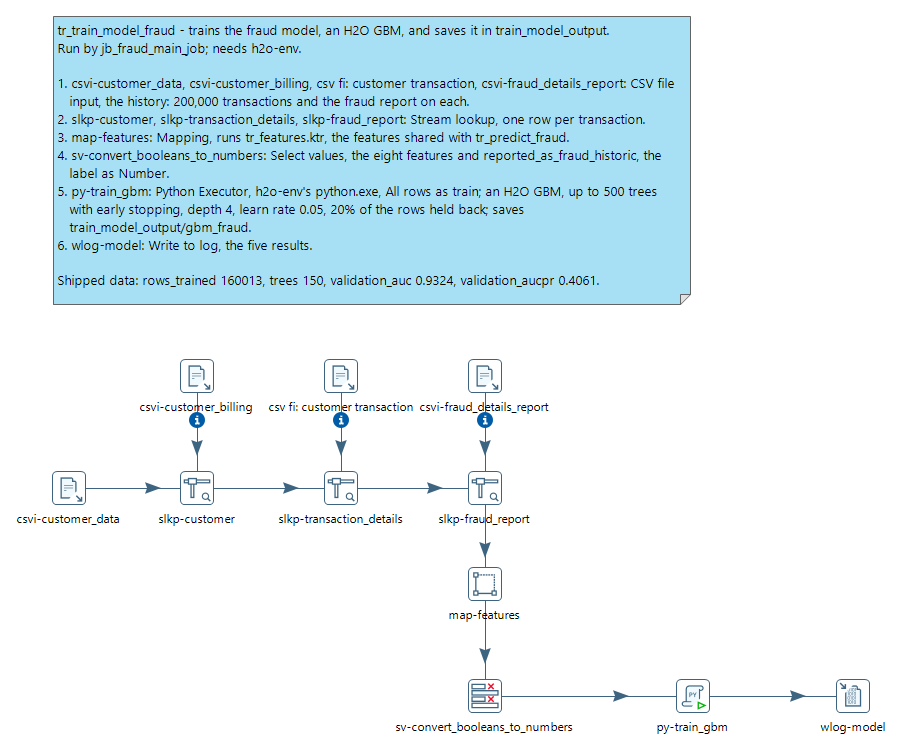 tr_train_model_fraud - trains the fraud model, an H2O GBM, and saves it in train_model_output.
Run by jb_fraud_main_job; needs h2o-env.
1. csvi-customer_data, csvi-customer_billing, csv fi: customer transaction, csvi-fraud_details_report: CSV file
input, the history: 200,000 transactions and the fraud report on each.
2. slkp-customer, slkp-transaction_details, slkp-fraud_report: Stream lookup, one row per transaction.
3. map-features: Mapping, runs tr_features.ktr, the features shared with tr_predict_fraud.
4. sv-convert_booleans_to_numbers: Select values, the eight features and reported_as_fraud_historic, the
label as Number.
5. py-train_gbm: Python Executor, h2o-env's python.exe, All rows as train; an H2O GBM, up to 500 trees
with early stopping, depth 4, learn rate 0.05, 20% of the rows held back; saves
train_model_output/gbm_fraud.
6. wlog-model: Write to log, the five results.
Shipped data: rows_trained 160013, trees 150, validation_auc 0.9324, validation_aucpr 0.4061.
csvi-customer_billing
csv fi: customer transaction
csvi-fraud_details_report
csvi-customer_data
slkp-customer
slkp-transaction_details
slkp-fraud_report
map-features
PY
sv-convert_booleans_to_numbers
py-train_gbm
wlog-model